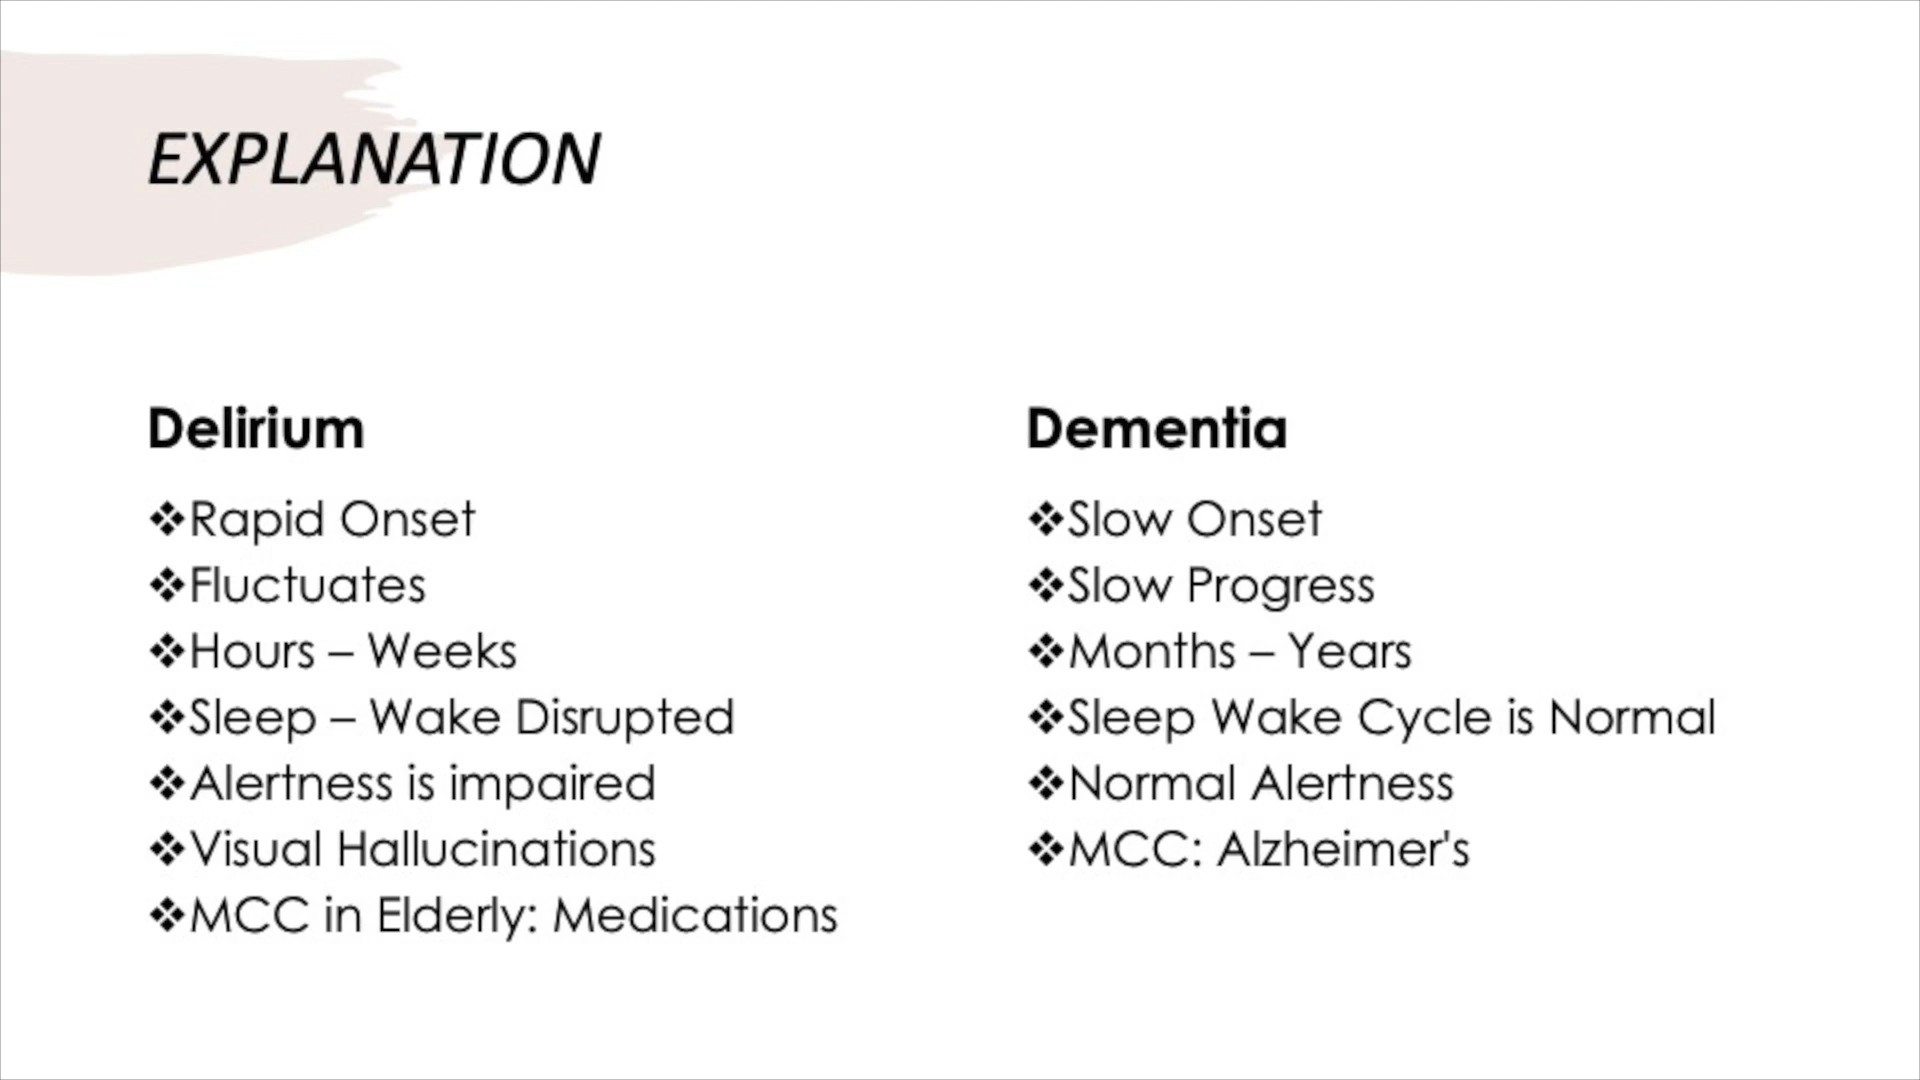 EXPLANATION
Delirium
❖Rapid Onset
❖Fluctuates
❖Hours – Weeks
❖Sleep – Wake Disrupted
❖Alertness is impaired
❖Visual Hallucinations
❖MCC in Elderly: Medications
Dementia
❖Slow Onset
❖Slow Progress
❖Months – Years
❖Sleep Wake Cycle is Normal
❖Normal Alertness
❖MCC: Alzheimer's